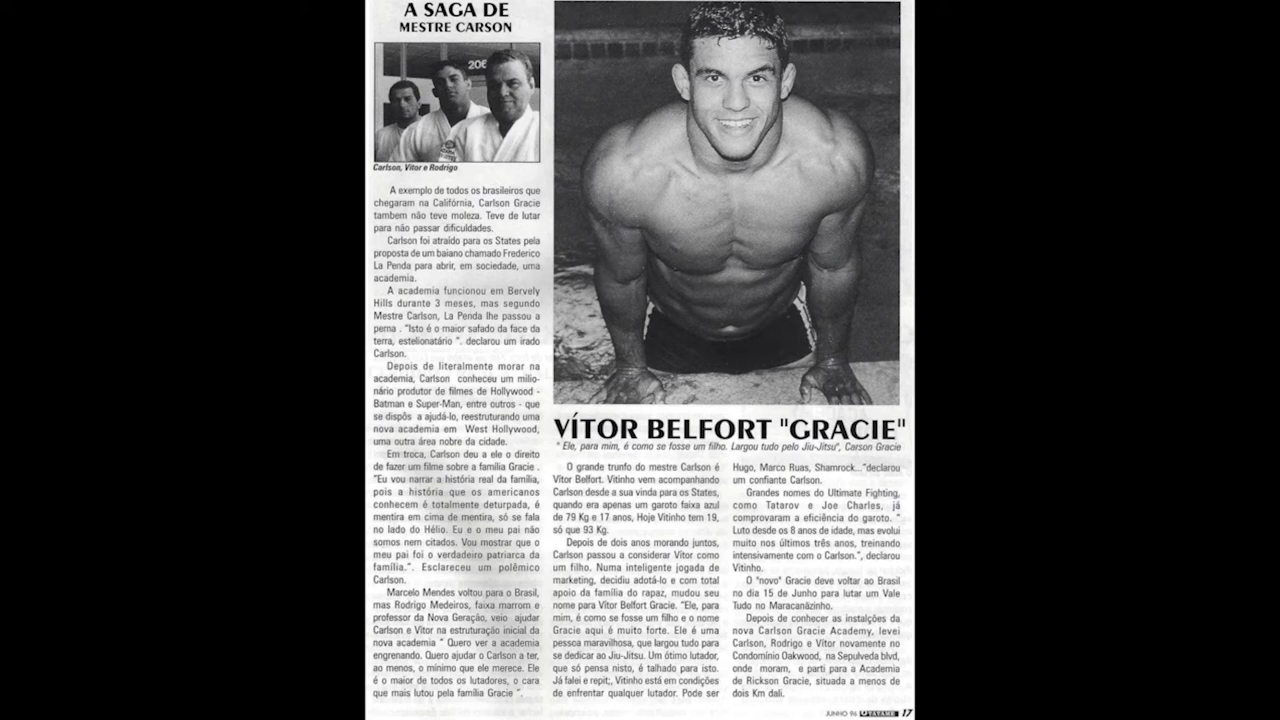 A SAGA DE
MESTRE CARSON
206
Carlson, Vítor e Rodrigo
A exemplo de todos os brasileiros que
chegaram na Califórnia, Carlson Gracie
tambem não teve moleza. Teve de lutar
para não passar dificuldades.
Carlson foi atraído para os States pela
proposta de um baiano chamado Frederico
La Penda para abrir, em sociedade, uma
academia.
A academia funcionou em Bervely
Hills durante 3 meses, mas segundo
Mestre Carlson, La Penda lhe passou a
perna . "Isto é o maior safado da face da
terra, estelionatário ". declarou um irado
Carlson.
Depois de literalmente morar na
academia, Carlson conheceu um milio-
nário produtor de filmes de Hollywood -
Batman e Super-Man, entre outros - que
se dispôs a ajudá-lo, reestruturando uma
nova academia em West Hollywood,
uma outra área nobre da cidade.
Em troca, Carlson deu a ele o direito
de fazer um filme sobre a família Gracie .
"Eu vou narrar a história real da família,
pois a história que os americanos
conhecem é totalmente deturpada, é
mentira em cima de mentira, só se fala
no lado do Hélio. Eu e o meu pai não
somos nem citados. Vou mostrar que o
meu pai foi o verdadeiro patriarca da
família.". Esclareceu um polêmico
Carlson.
Marcelo Mendes voltou para o Brasil,
mas Rodrigo Medeiros, faixa marrom e
professor da Nova Geração, veio ajudar
Carlson e Vítor na estruturação inicial da
nova academia " Quero ver a academia
engrenando. Quero ajudar o Carlson a ter,
ao menos, o mínimo que ele merece. Ele
é o maior de todos os lutadores, o cara
que mais lutou pela família Gracie ".
VÍTOR BELFORT "GRACIE"
" Ele, para mim, é como se fosse um filho. Largou tudo pelo Jiu-Jitsu", Carson Gracie
O grande trunfo do mestre Carlson é
Vítor Belfort. Vitinho vem acompanhando
Carlson desde a sua vinda para os States,
quando era apenas um garoto faixa azul
de 79 Kg e 17 anos, Hoje Vitinho tem 19,
só que 93 Kg.
Depois de dois anos morando juntos,
Carlson passou a considerar Vítor como
um filho. Numa inteligente jogada de
marketing, decidiu adotá-lo e com total
apoio da família do rapaz, mudou seu
nome para Vítor Belfort Gracie. "Ele, para
mim, é como se fosse um filho e o nome
Gracie aqui é muito forte. Ele é uma
pessoa maravilhosa, que largou tudo para
se dedicar ao Jiu-Jitsu. Um ótimo lutador,
que só pensa nisto, é talhado para isto.
Já falei e repit;, Vitinho está em condições
de enfrentar qualquer lutador. Pode ser
Hugo, Marco Ruas, Shamrock..."declarou
um confiante Carlson.
Grandes nomes do Ultimate Fighting,
como Tatarov e Joe Charles, já
comprovaram a eficiência do garoto. "
Luto desde os 8 anos de idade, mas evolui
muito nos últimos três anos, treinando
intensivamente com o Carlson.", declarou
Vitinho.
O "novo" Gracie deve voltar ao Brasil
no dia 15 de Junho para lutar um Vale
Tudo no Maracanãzinho.
Depois de conhecer as instalções da
nova Carlson Gracie Academy, levei
Carlson, Rodrigo e Vítor novamente no
Condomínio Oakwood, na Sepulveda blvd,
onde moram, e parti para a Academia
de Rickson Gracie, situada a menos de
dois Km dali.
JUNHO 96 TATAME 17